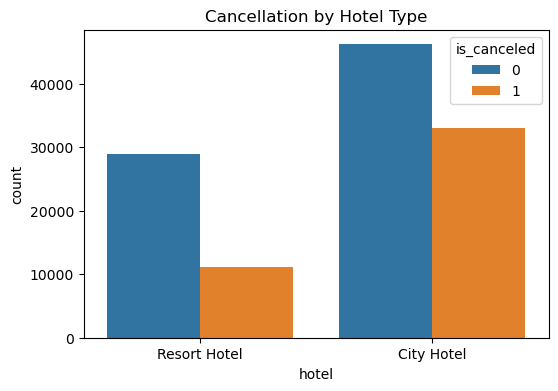 Cancellation by Hotel Type
is_canceled
0
1
40000
30000
20000
10000
0
count
Resort Hotel
City Hotel
hotel